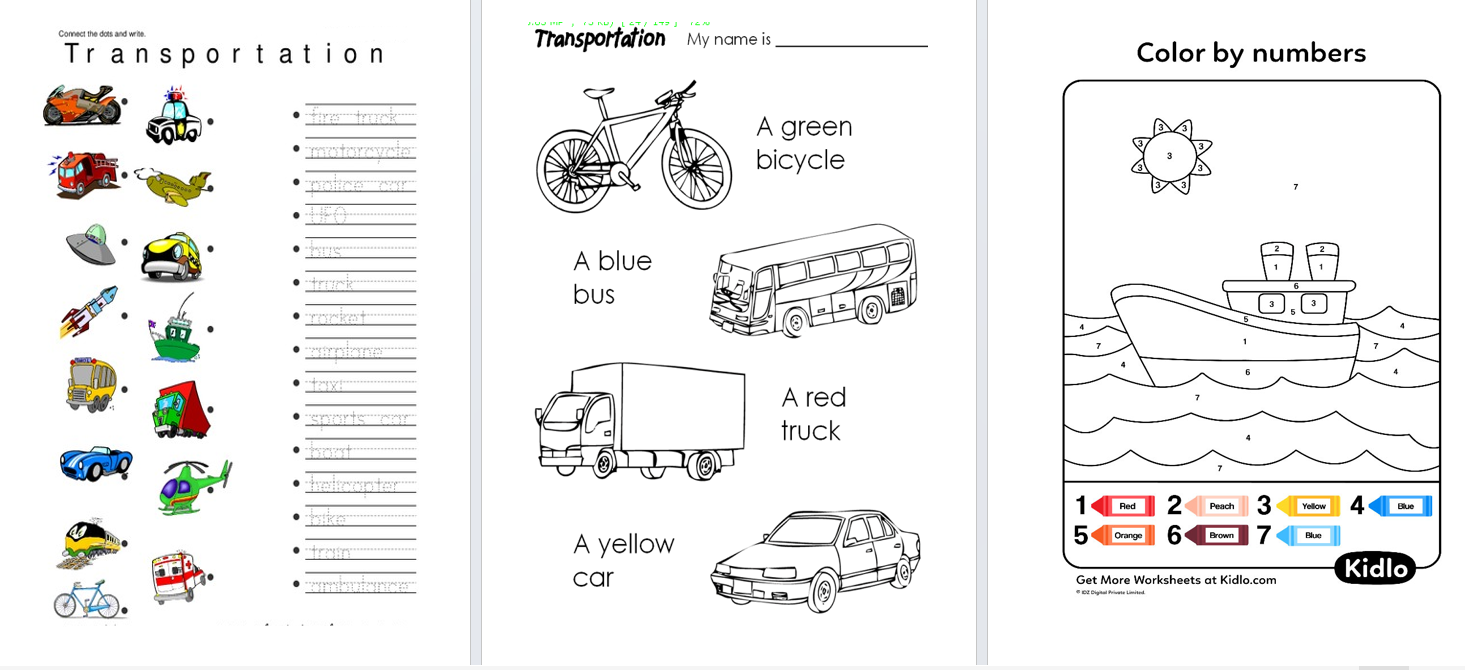 Connect the dots and write.
Transportation
fire truck
motorcycle
police car
UFO
bus
truck
rocket
airplane
taxi
sports car
boat
helicopter
bike
train
ambulance
Transportation My name is
A green
bicycle
A blue
bus
A red
truck
A yellow
car
Color by numbers
3 3
3 3
3
3 3
3 3
7
2 2
1 1
6
3 3
5
5
4 4
1
7 7
4 6 4
7
4
7
1 Red 2 Peach 3 Yellow 4 Blue
5 Orange 6 Brown 7 Blue
Kidlo
Get More Worksheets at Kidlo.com
© IDZ Digital Private Limited.